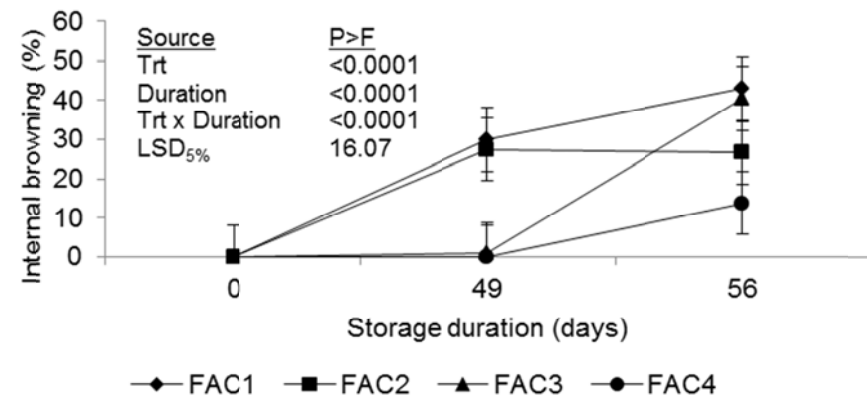 Internal browning (%)
60
50
40
30
20
10
0
Source P>F
Trt <0.0001
Duration <0.0001
Trt x Duration <0.0001
LSD5% 16.07
0 49 56
Storage duration (days)
FAC1 FAC2 FAC3 FAC4